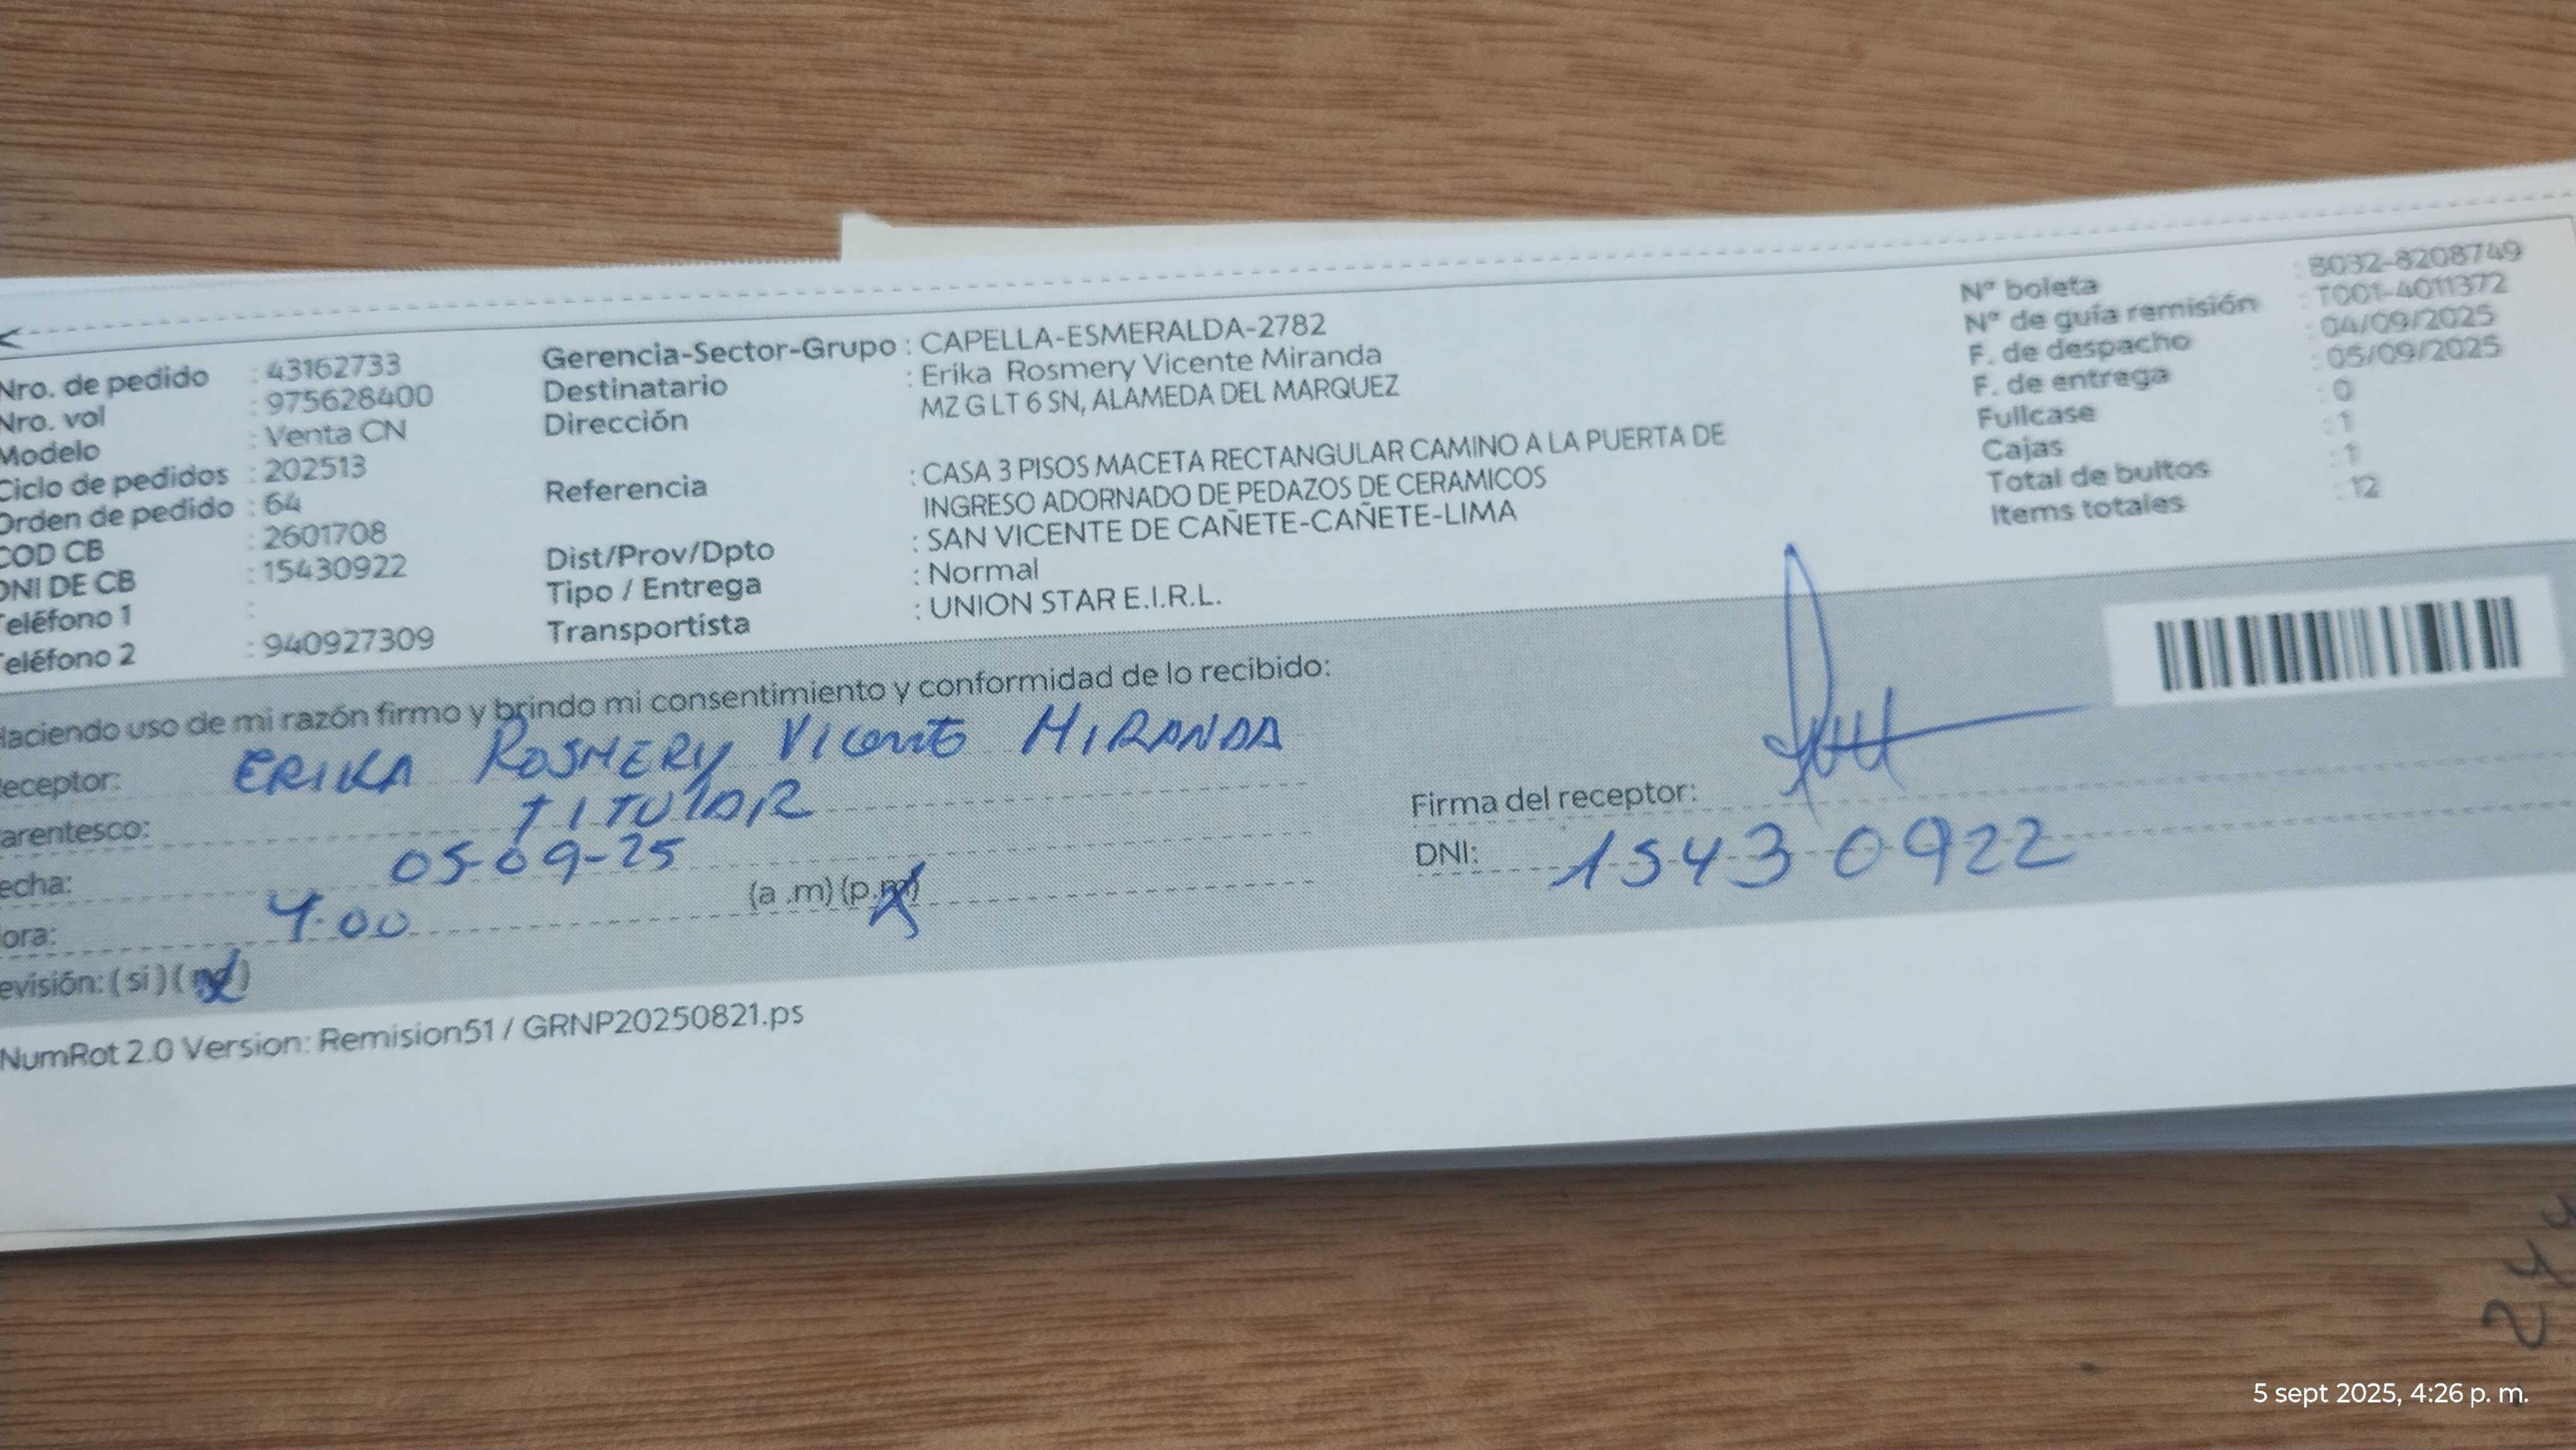 Nro. de pedido : 43162733
Nro. vol : 975628400
Modelo : Venta CN
Ciclo de pedidos : 202513
Orden de pedido : 64
COD CB : 2601708
DNI DE CB : 15430922
Teléfono 1 :
Teléfono 2 : 940927309
Gerencia-Sector-Grupo : CAPELLA-ESMERALDA-2782
Destinatario : Erika Rosmery Vicente Miranda
Dirección MZ G LT 6 SN, ALAMEDA DEL MARQUEZ
Referencia : CASA 3 PISOS MACETA RECTANGULAR CAMINO A LA PUERTA DE
INGRESO ADORNADO DE PEDAZOS DE CERAMICOS
Dist/Prov/Dpto : SAN VICENTE DE CAÑETE-CAÑETE-LIMA
Tipo / Entrega : Normal
Transportista : UNION STAR E.I.R.L.
Nº boleta : B032-8208749
Nº de guía remisión : T001-4011372
F. de despacho : 04/09/2025
F. de entrega : 05/09/2025
Fullcase : 0
Cajas : 1
Total de bultos : 1
Items totales : 12
Haciendo uso de mi razón firmo y brindo mi consentimiento y conformidad de lo recibido:
eceptor: ERIKA ROSMERY VICENTE MIRANDA
arentesco: TITULAR
echa: 05-09-25
ora: 4:00 (a .m) (p.m)
evisión: ( si ) ( no )
Firma del receptor:
DNI: 15430922
NumRot 2.0 Version: Remision51 / GRNP20250821.ps
5 sept 2025, 4:26 p. m.